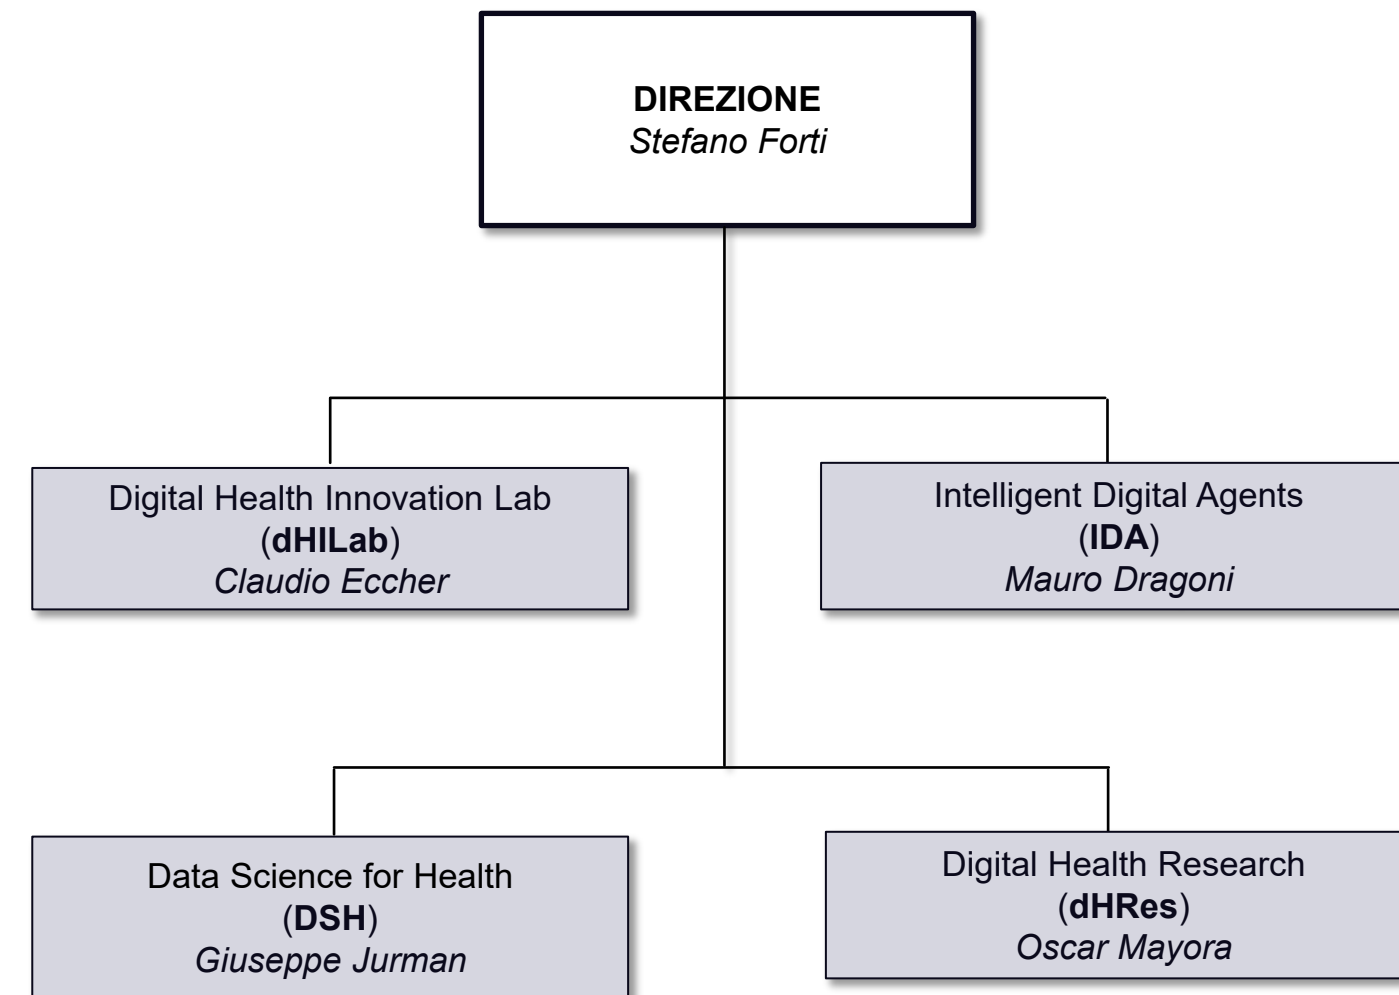 DIREZIONE
Stefano Forti
Digital Health Innovation Lab
(dHILab)
Claudio Eccher
Intelligent Digital Agents
(IDA)
Mauro Dragoni
Data Science for Health
(DSH)
Giuseppe Jurman
Digital Health Research
(dHRes)
Oscar Mayora